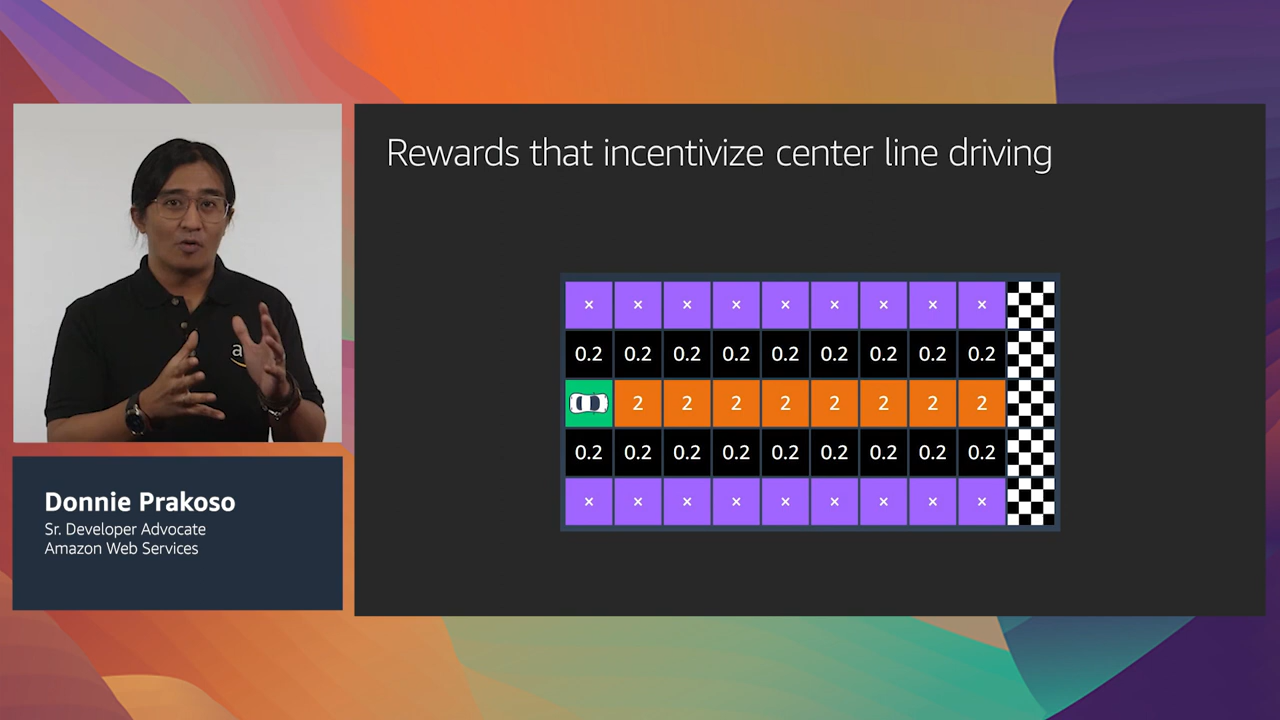 Rewards that incentivize center line driving
× × × × × × × × ×
0.2 0.2 0.2 0.2 0.2 0.2 0.2 0.2 0.2
2 2 2 2 2 2 2 2
0.2 0.2 0.2 0.2 0.2 0.2 0.2 0.2 0.2
× × × × × × × × ×
a
Donnie Prakoso
Sr. Developer Advocate
Amazon Web Services